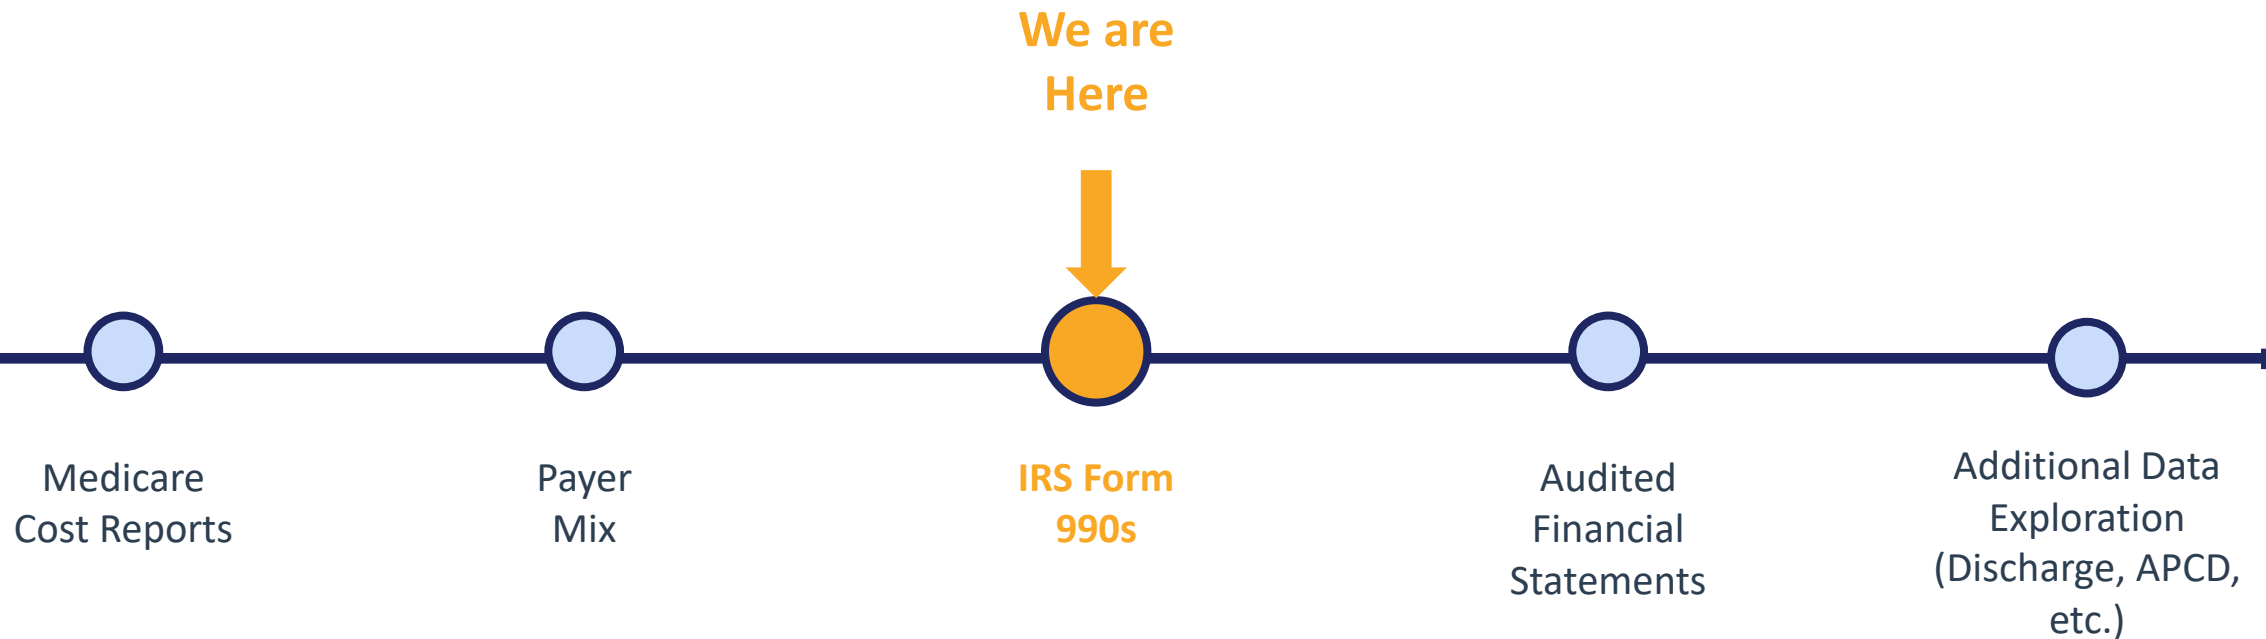 We are
Here
Medicare
Cost Reports
Payer
Mix
IRS Form
990s
Audited
Financial
Statements
Additional Data
Exploration
(Discharge, APCD,
etc.)